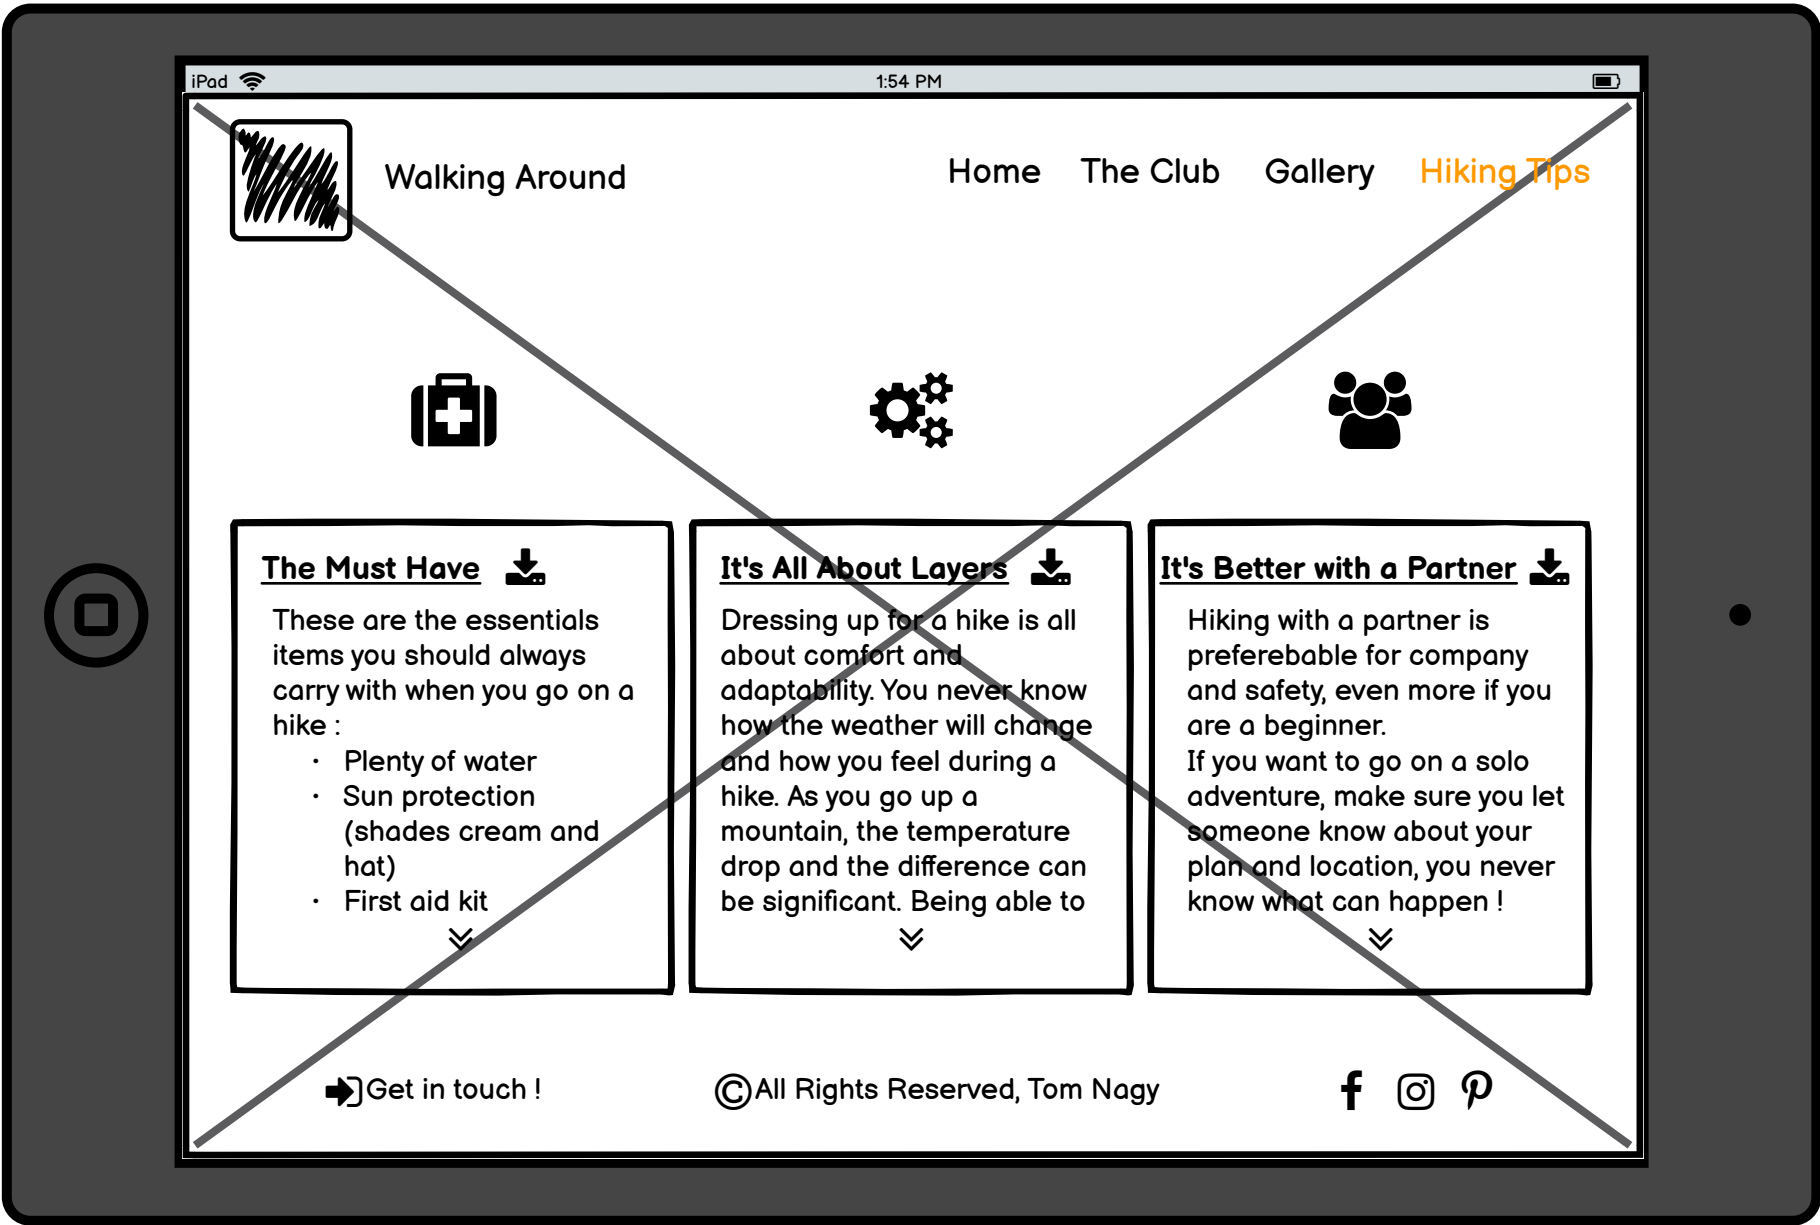 iPad
1:54 PM
Walking Around
Home The Club Gallery Hiking Tips
The Must Have
These are the essentials
items you should always
carry with when you go on a
hike :
· Plenty of water
· Sun protection
(shades cream and
hat)
· First aid kit
It's All About Layers
Dressing up for a hike is all
about comfort and
adaptability. You never know
how the weather will change
and how you feel during a
hike. As you go up a
mountain, the temperature
drop and the difference can
be significant. Being able to
It's Better with a Partner
Hiking with a partner is
preferebable for company
and safety, even more if you
are a beginner.
If you want to go on a solo
adventure, make sure you let
someone know about your
plan and location, you never
know what can happen !
Get in touch !
©All Rights Reserved, Tom Nagy